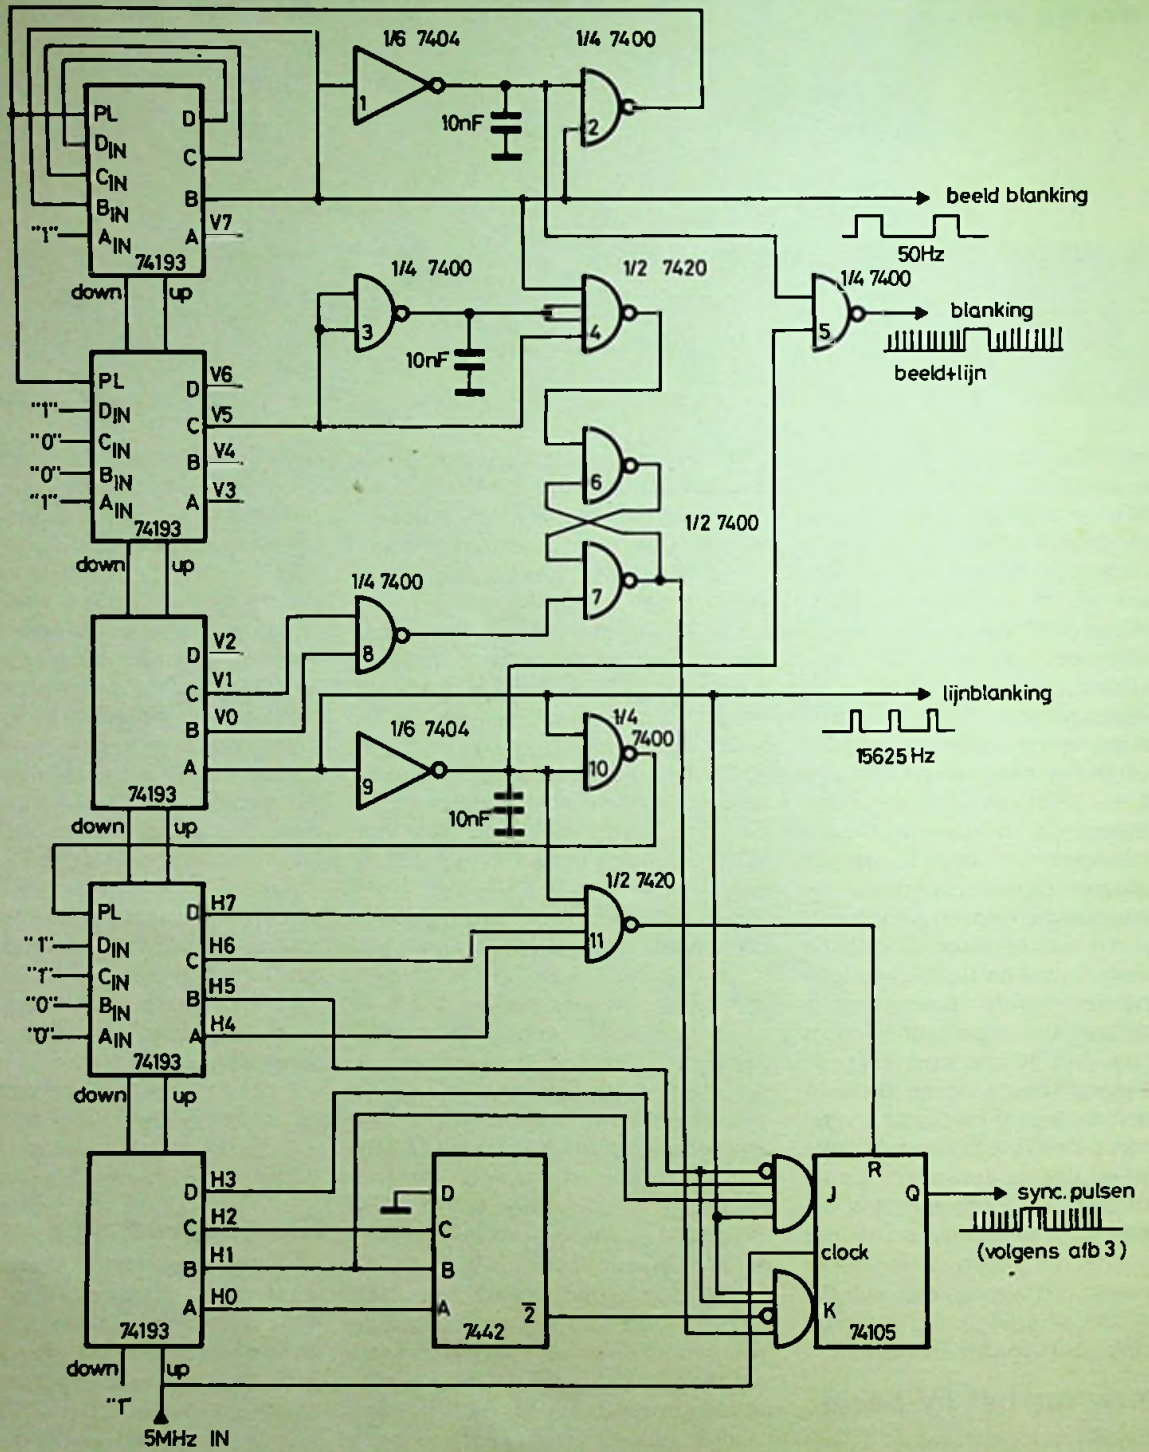 1/6 7404
1/4 7400
PL
D
DIN
C
CIN
B
BIN
A
V7
"1"
AIN
74193
down
up
1
10nF
2
beeld blanking
50Hz
1/4 7400
3
10nF
1/2 7420
4
1/4 7400
5
blanking
beeld+lijn
PL
D
V6
"1"
DIN
C
V5
"0"
CIN
B
V4
"0"
BIN
A
V3
"1"
AIN
74193
down
up
6
1/2 7400
7
1/4 7400
8
D
V2
C
V1
B
V0
A
74193
down
up
1/6 7404
9
10nF
1/4
7400
10
lijnblanking
15625 Hz
1/2 7420
11
PL
D
H7
"1"
DIN
C
H6
"1"
CIN
B
H5
"0"
BIN
A
H4
"0"
AIN
74193
down
up
D
H3
C
H2
B
H1
A
H0
74193
down
up
"1"
5MHz IN
D
C
B
A
2
7442
R
J
Q
clock
K
74105
sync. pulsen
(volgens afb 3)